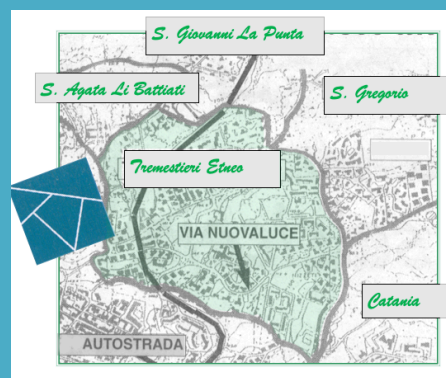 S. Giovanni La Punta
S. Agata Li Battiati
S. Gregorio
Tremestieri Etneo
VIA NUOVALUCE
Catania
AUTOSTRADA